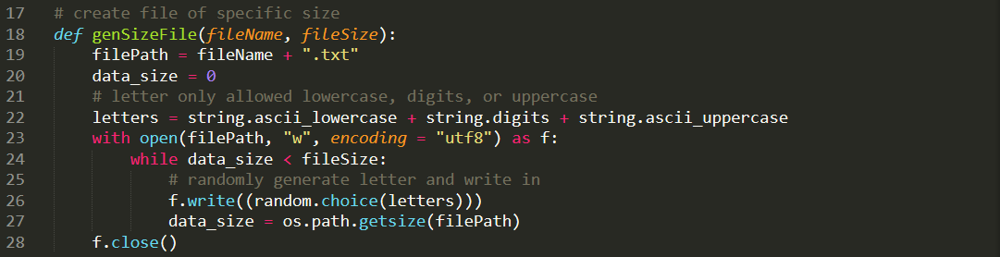 17 # create file of specific size
18 def genSizeFile(fileName, fileSize):
19     filePath = fileName + ".txt"
20     data_size = 0
21     # letter only allowed lowercase, digits, or uppercase
22     letters = string.ascii_lowercase + string.digits + string.ascii_uppercase
23     with open(filePath, "w", encoding = "utf8") as f:
24         while data_size < fileSize:
25             # randomly generate letter and write in
26             f.write((random.choice(letters)))
27             data_size = os.path.getsize(filePath)
28     f.close()